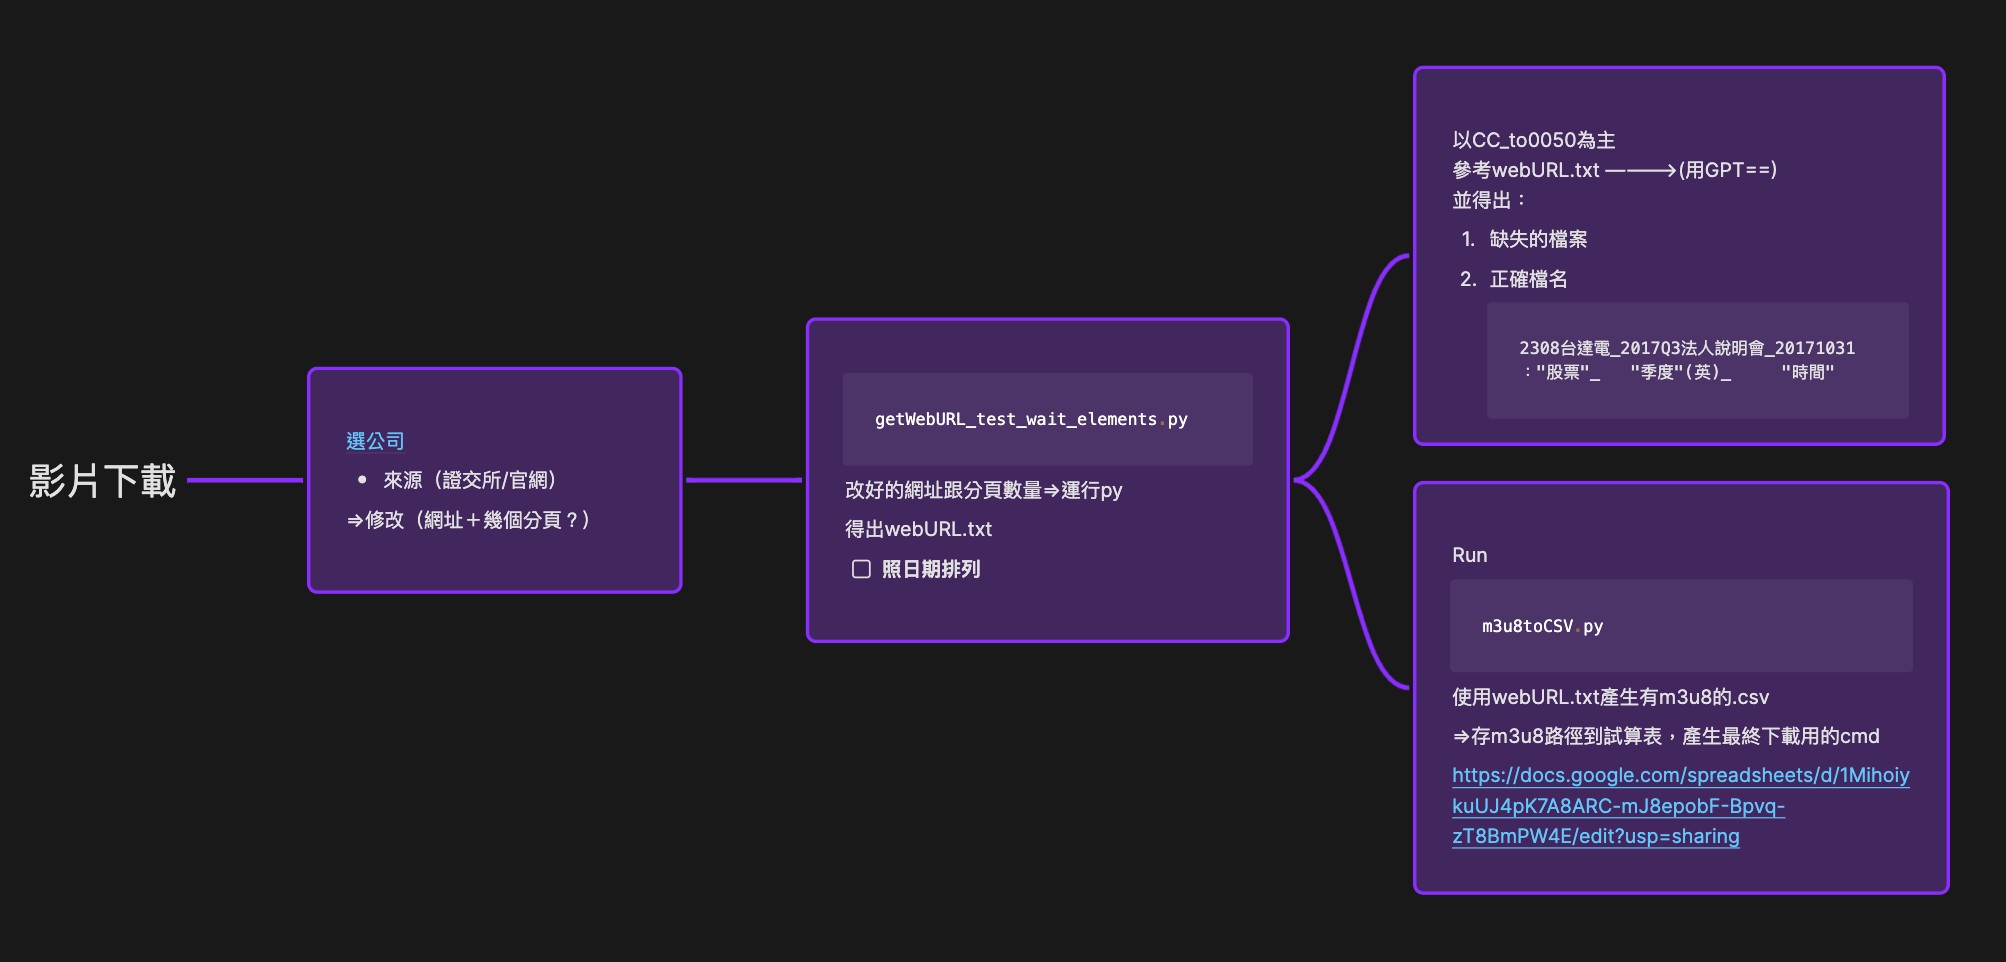 影片下載
選公司
• 來源（證交所/官網）
⇒修改（網址＋幾個分頁？）
getWebURL_test_wait_elements.py
改好的網址跟分頁數量⇒運行py
得出webURL.txt
照日期排列
以CC_to0050為主
參考webURL.txt ————>(用GPT==)
並得出：
1. 缺失的檔案
2. 正確檔名
2308台達電_2017Q3法人說明會_20171031
："股票"_ "季度"(英)_ "時間"
Run
m3u8toCSV.py
使用webURL.txt產生有m3u8的.csv
⇒存m3u8路徑到試算表，產生最終下載用的cmd
https://docs.google.com/spreadsheets/d/1Mihoiy
kuUJ4pK7A8ARC-mJ8epobF-Bpvq-
zT8BmPW4E/edit?usp=sharing